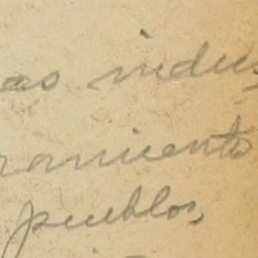 as indus
ramiento
pueblos,